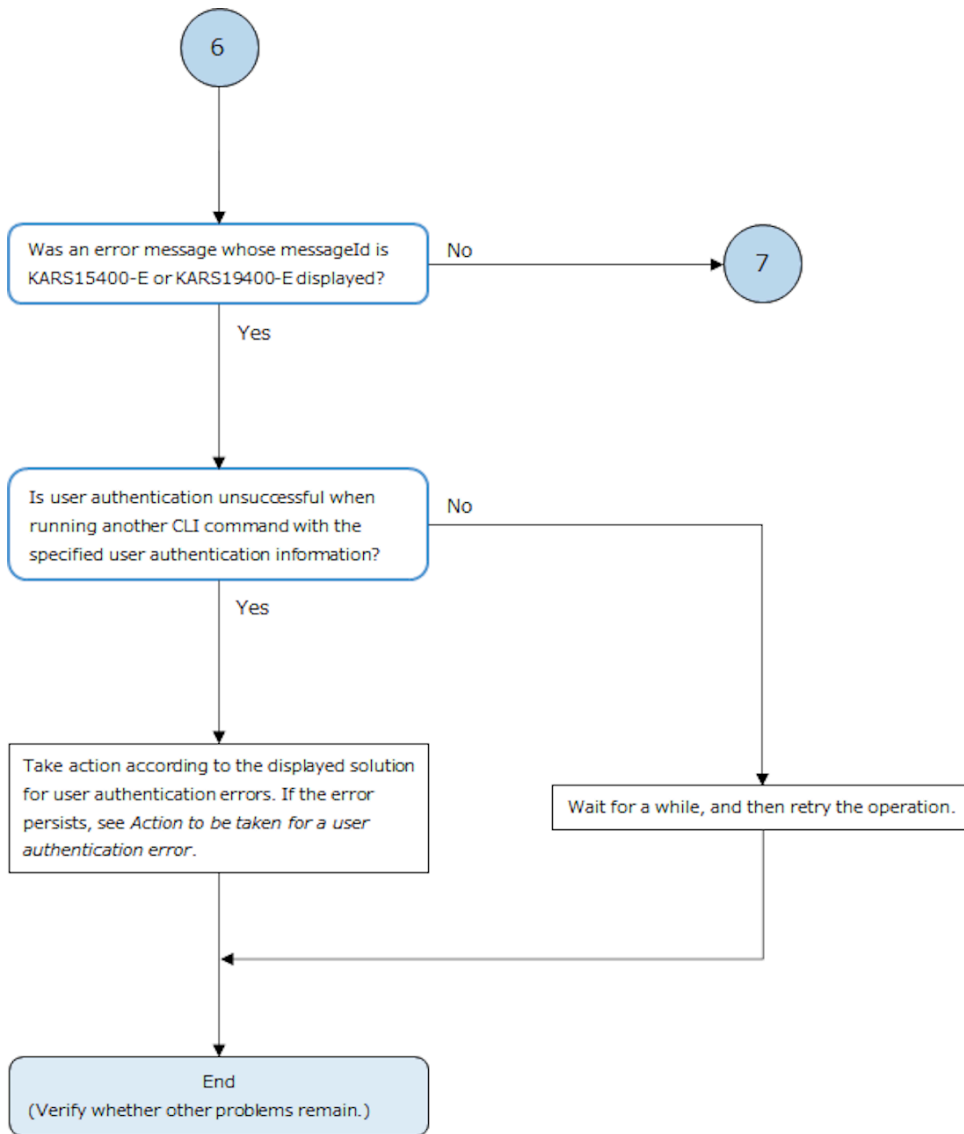 6
Was an error message whose messageId is
KARS15400-E or KARS19400-E displayed?
No
7
Yes
Is user authentication unsuccessful when
running another CLI command with the
specified user authentication information?
No
Yes
Take action according to the displayed solution
for user authentication errors. If the error
persists, see Action to be taken for a user
authentication error.
Wait for a while, and then retry the operation.
End
(Verify whether other problems remain.)